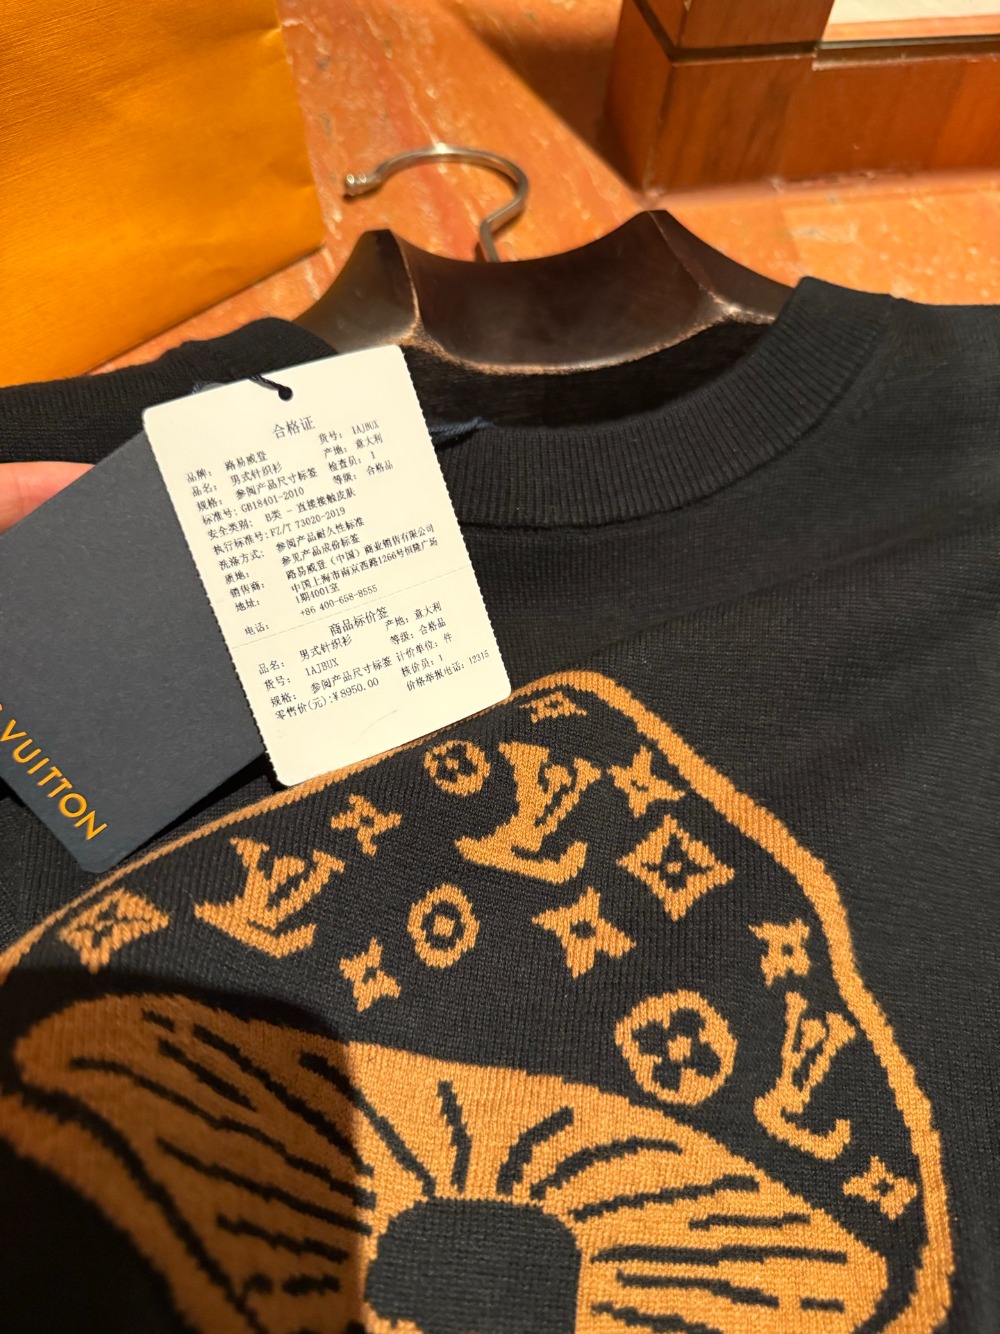 合格证
品牌： 路易威登 货号： 1AJBUX
品名： 男式针织衫 产地： 意大利
规格： 参阅产品尺寸标签 检查员：1
标准号：GB18401-2010 等级： 合格品
安全类别： B类 - 直接接触皮肤
执行标准号：FZ/T 73020-2019
洗涤方式： 参阅产品耐久性标签
质地： 参见产品成份标签
销售商： 路易威登（中国）商业销售有限公司
地址： 中国上海市南京西路1266号恒隆广场
1期4001室
电话： +86 400-658-8555
商品标价签
品名： 男式针织衫 产地：意大利
货号： 1AJBUX 等级：合格品
规格： 参阅产品尺寸标签 计价单位：件
零售价(元)：¥8950.00 核价员：1
价格举报电话：12315
VUITTON
LV
LV
LV